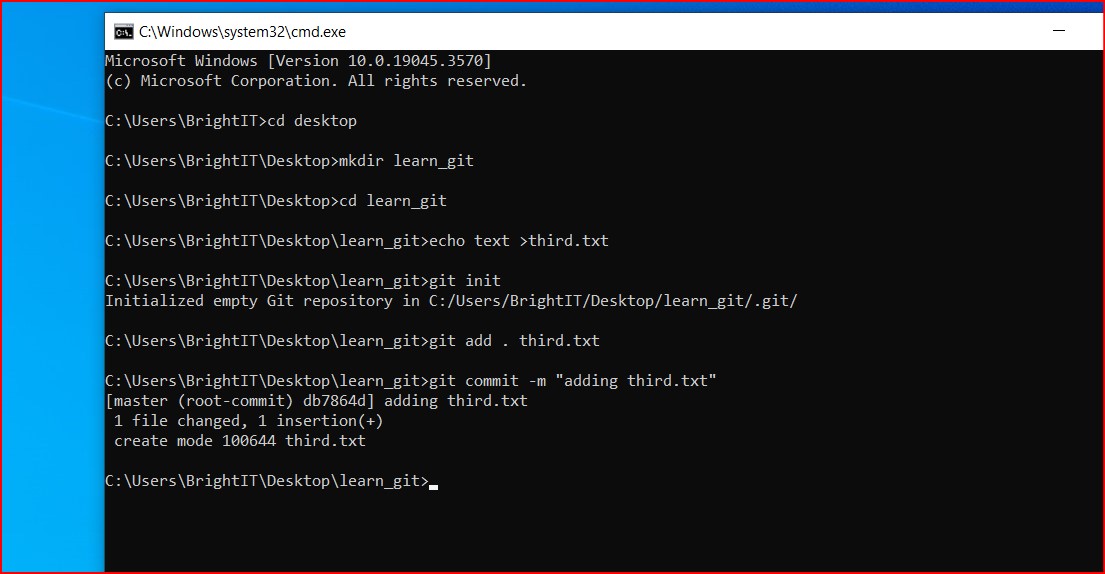 C:\Windows\system32\cmd.exe
Microsoft Windows [Version 10.0.19045.3570]
(c) Microsoft Corporation. All rights reserved.
C:\Users\BrightIT>cd desktop
C:\Users\BrightIT\Desktop>mkdir learn_git
C:\Users\BrightIT\Desktop>cd learn_git
C:\Users\BrightIT\Desktop\learn_git>echo text >third.txt
C:\Users\BrightIT\Desktop\learn_git>git init
Initialized empty Git repository in C:/Users/BrightIT/Desktop/learn_git/.git/
C:\Users\BrightIT\Desktop\learn_git>git add . third.txt
C:\Users\BrightIT\Desktop\learn_git>git commit -m "adding third.txt"
[master (root-commit) db7864d] adding third.txt
 1 file changed, 1 insertion(+)
 create mode 100644 third.txt
C:\Users\BrightIT\Desktop\learn_git>